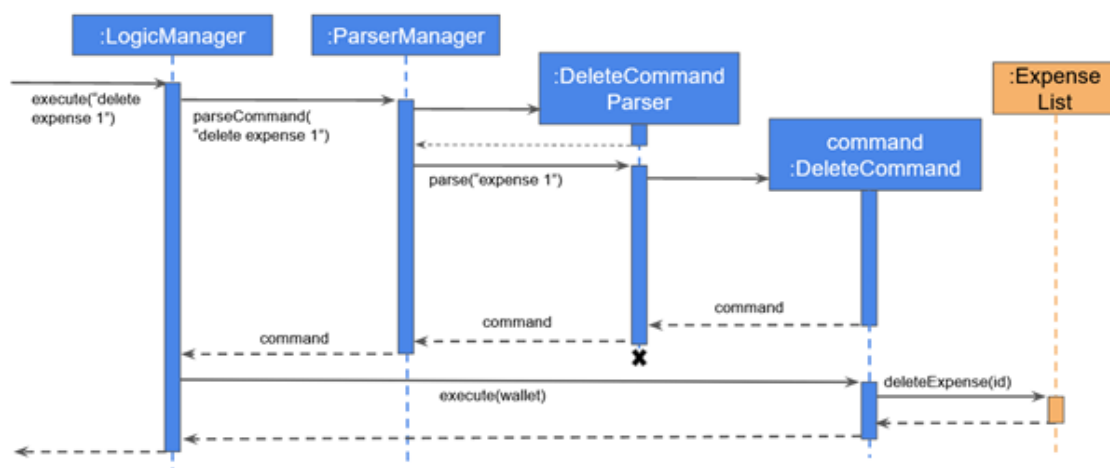 :LogicManager
:ParserManager
:DeleteCommand
Parser
:Expense
List
execute("delete
expense 1")
parseCommand(
"delete expense 1")
command
:DeleteCommand
parse("expense 1")
command
command
command
execute(wallet)
deleteExpense(id)